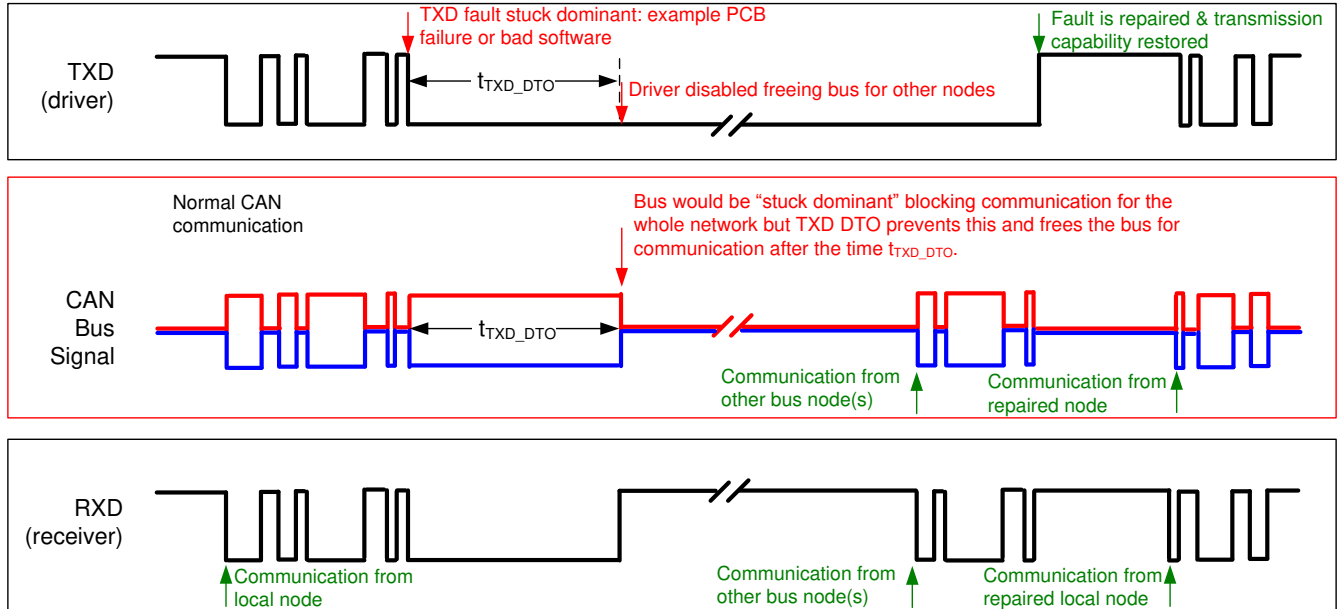 TXD fault stuck dominant: example PCB
failure or bad software
Fault is repaired & transmission
capability restored
TXD
(driver)
tTXD_DTO
Driver disabled freeing bus for other nodes
Normal CAN
communication
Bus would be “stuck dominant” blocking communication for the
whole network but TXD DTO prevents this and frees the bus for
communication after the time tTXD_DTO.
CAN
Bus
Signal
tTXD_DTO
Communication from
other bus node(s)
Communication from
repaired node
RXD
(receiver)
Communication from
local node
Communication from
other bus node(s)
Communication from
repaired local node